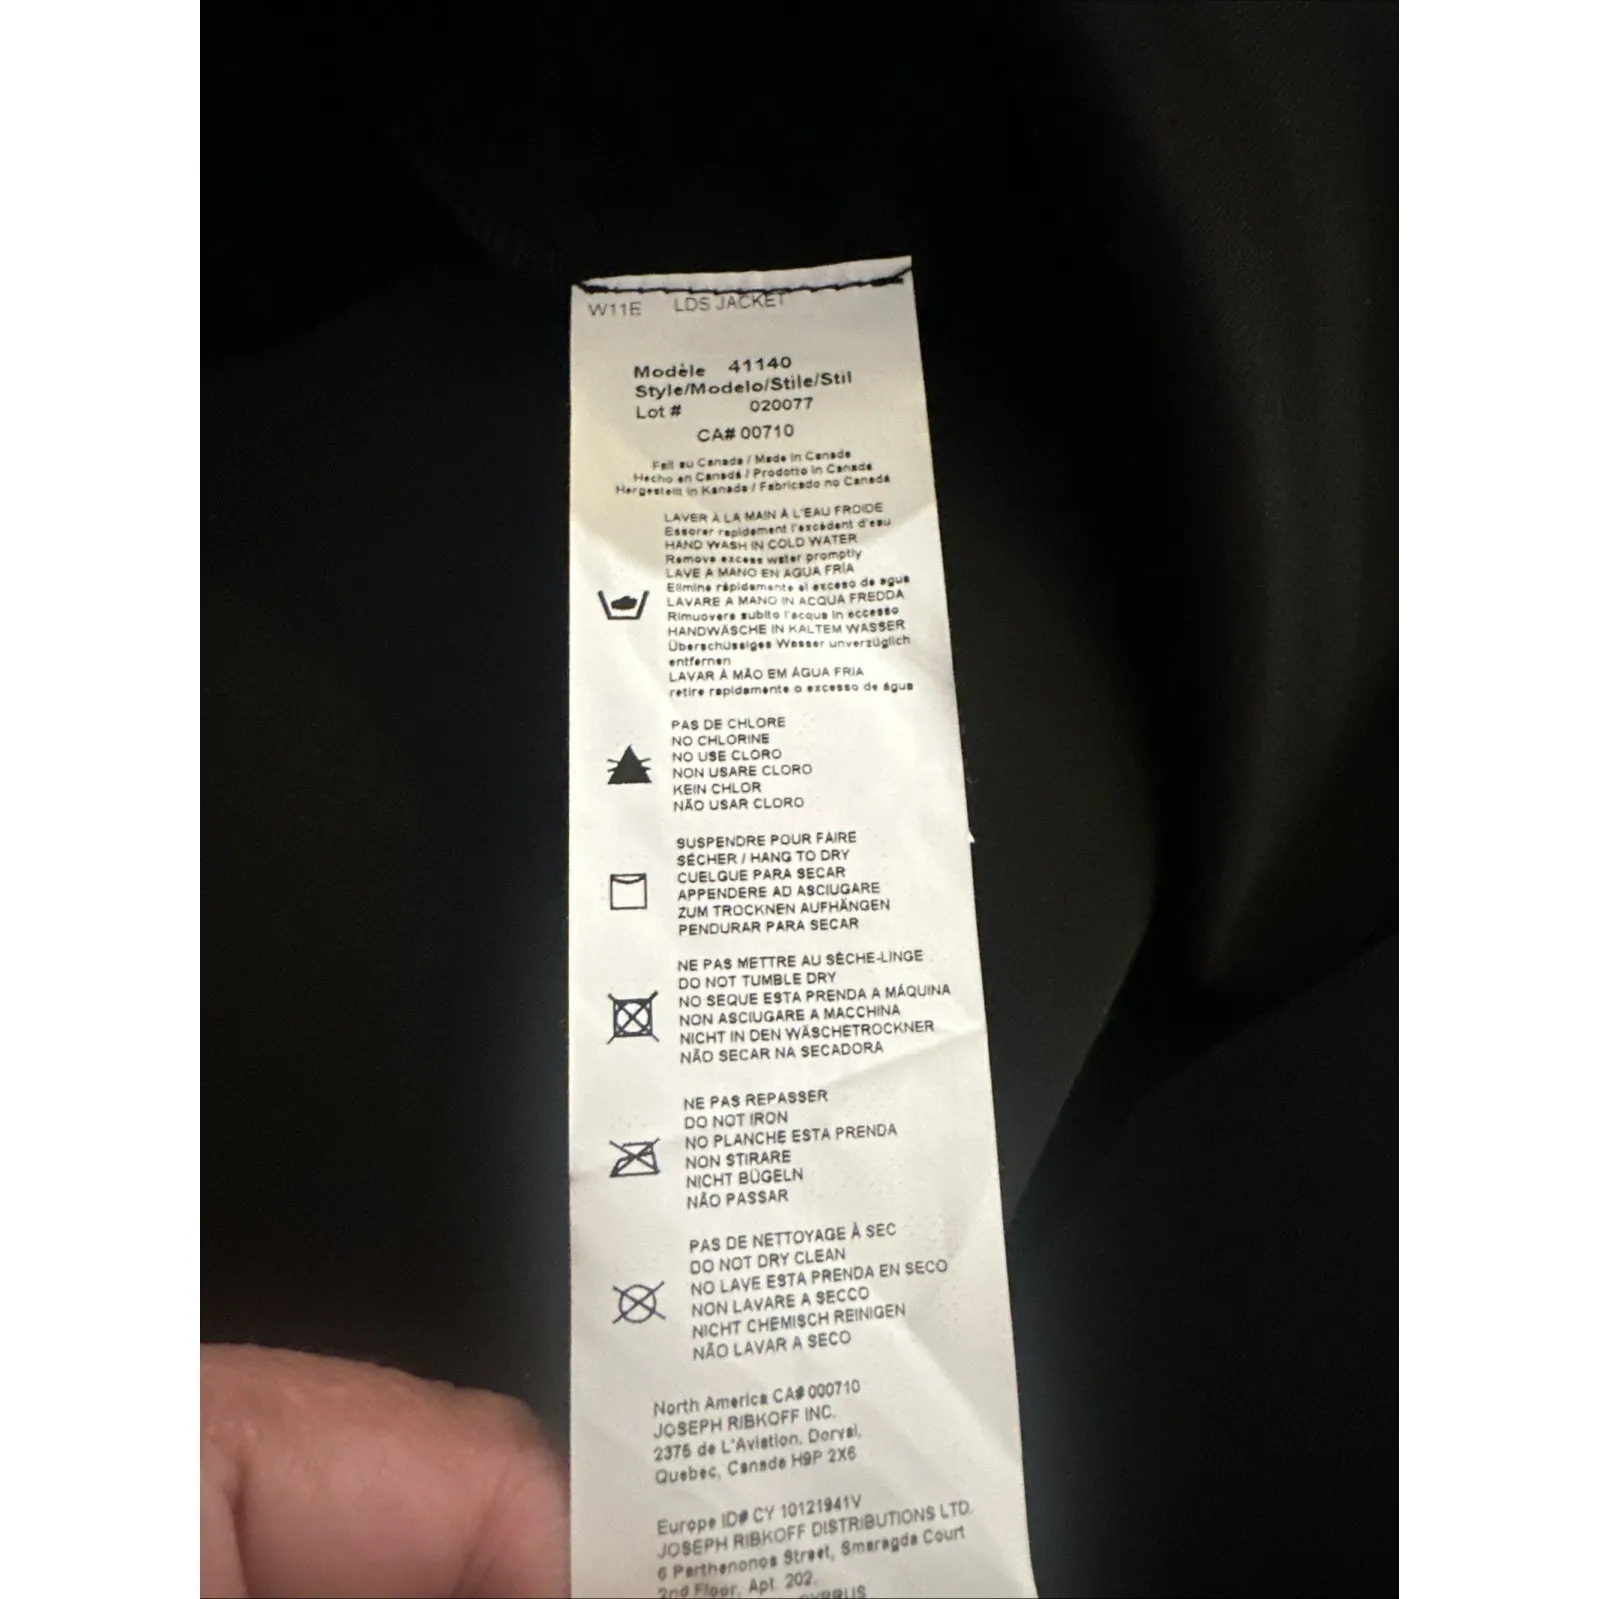 W11E LDS JACKET
Modèle 41140
Style/Modelo/Stile/Stil
Lot # 020077
CA# 00710
Fait au Canada / Made in Canada
Hecho en Canadá / Prodotto in Canada
Hergestellt in Kanada / Fabricado no Canadá
LAVER À LA MAIN À L'EAU FROIDE
Essorer rapidement l'excédent d'eau
HAND WASH IN COLD WATER
Remove excess water promptly
LAVE A MANO EN AGUA FRÍA
Elimine rápidamente el exceso de agua
LAVARE A MANO IN ACQUA FREDDA
Rimuovere subito l'acqua in eccesso
HANDWÄSCHE IN KALTEM WASSER
Überschüssiges Wasser unverzüglich
entfernen
LAVAR À MÃO EM ÁGUA FRIA
retire rapidamente o excesso de água
PAS DE CHLORE
NO CHLORINE
NO USE CLORO
NON USARE CLORO
KEIN CHLOR
NÃO USAR CLORO
SUSPENDRE POUR FAIRE
SÉCHER / HANG TO DRY
CUELGUE PARA SECAR
APPENDERE AD ASCIUGARE
ZUM TROCKNEN AUFHÄNGEN
PENDURAR PARA SECAR
NE PAS METTRE AU SÈCHE-LINGE
DO NOT TUMBLE DRY
NO SEQUE ESTA PRENDA A MÁQUINA
NON ASCIUGARE A MACCHINA
NICHT IN DEN WÄSCHETROCKNER
NÃO SECAR NA SECADORA
NE PAS REPASSER
DO NOT IRON
NO PLANCHE ESTA PRENDA
NON STIRARE
NICHT BÜGELN
NÃO PASSAR
PAS DE NETTOYAGE À SEC
DO NOT DRY CLEAN
NO LAVE ESTA PRENDA EN SECO
NON LAVARE A SECCO
NICHT CHEMISCH REINIGEN
NÃO LAVAR A SECO
North America CA# 000710
JOSEPH RIBKOFF INC.
2375 de L'Aviation, Dorval,
Quebec, Canada H9P 2X6
Europe ID# CY 10121941V
JOSEPH RIBKOFF DISTRIBUTIONS LTD.
6 Parthenonos Street, Smaragda Court
2nd Floor, Apt 202,
CYPRUS